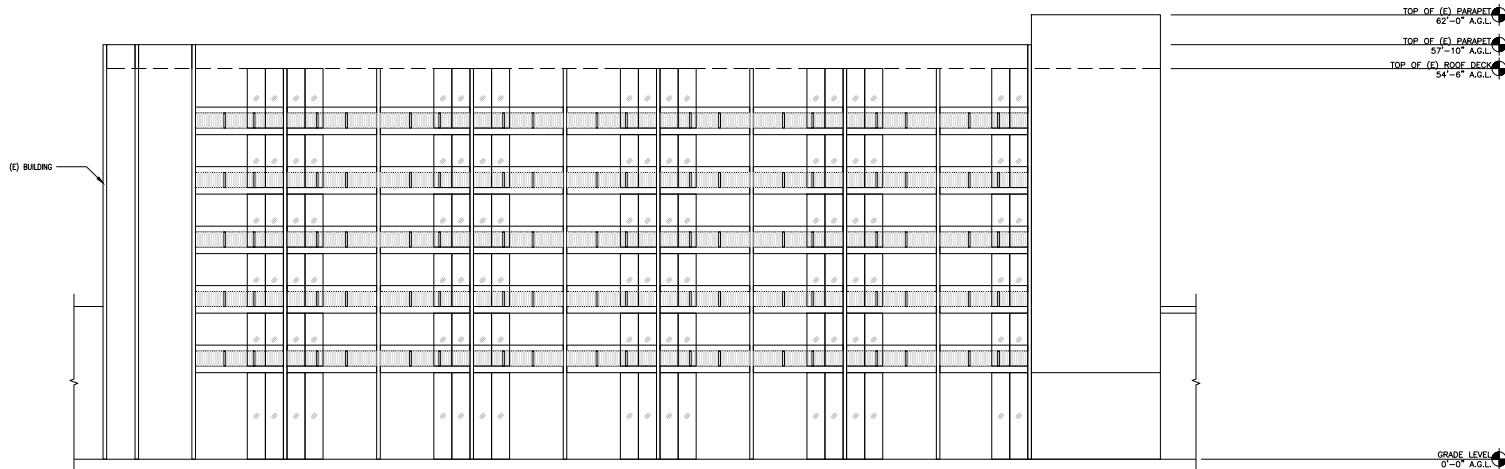 TOP OF (E) PARAPET
62'-0" A.G.L.
TOP OF (E) PARAPET
57'-10" A.G.L.
TOP OF (E) ROOF DECK
54'-6" A.G.L.
(E) BUILDING
GRADE LEVEL
0'-0" A.G.L.